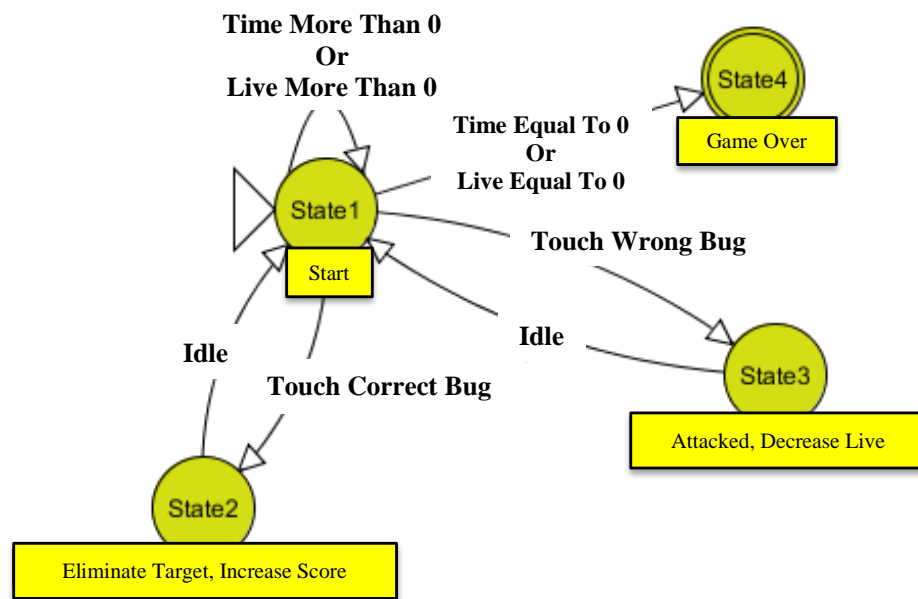 Time More Than 0
Or
Live More Than 0
State4
Game Over
Time Equal To 0
Or
Live Equal To 0
State1
Start
Touch Wrong Bug
Idle
Idle
State3
Touch Correct Bug
Attacked, Decrease Live
State2
Eliminate Target, Increase Score